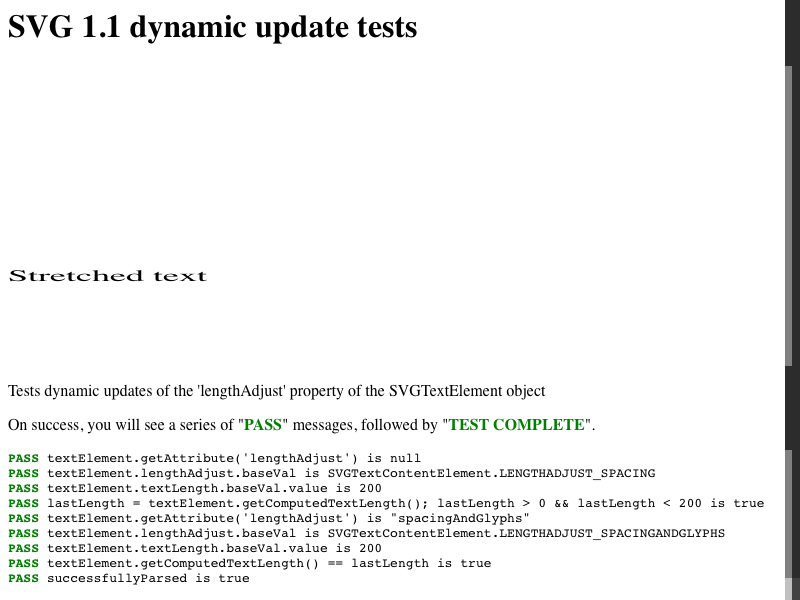 SVG 1.1 dynamic update tests
Stretched text
Tests dynamic updates of the 'lengthAdjust' property of the SVGTextElement object
On success, you will see a series of "PASS" messages, followed by "TEST COMPLETE".
PASS textElement.getAttribute('lengthAdjust') is null
PASS textElement.lengthAdjust.baseVal is SVGTextContentElement.LENGTHADJUST_SPACING
PASS textElement.textLength.baseVal.value is 200
PASS lastLength = textElement.getComputedTextLength(); lastLength > 0 && lastLength < 200 is true
PASS textElement.getAttribute('lengthAdjust') is "spacingAndGlyphs"
PASS textElement.lengthAdjust.baseVal is SVGTextContentElement.LENGTHADJUST_SPACINGANDGLYPHS
PASS textElement.textLength.baseVal.value is 200
PASS textElement.getComputedTextLength() == lastLength is true
PASS successfullyParsed is true